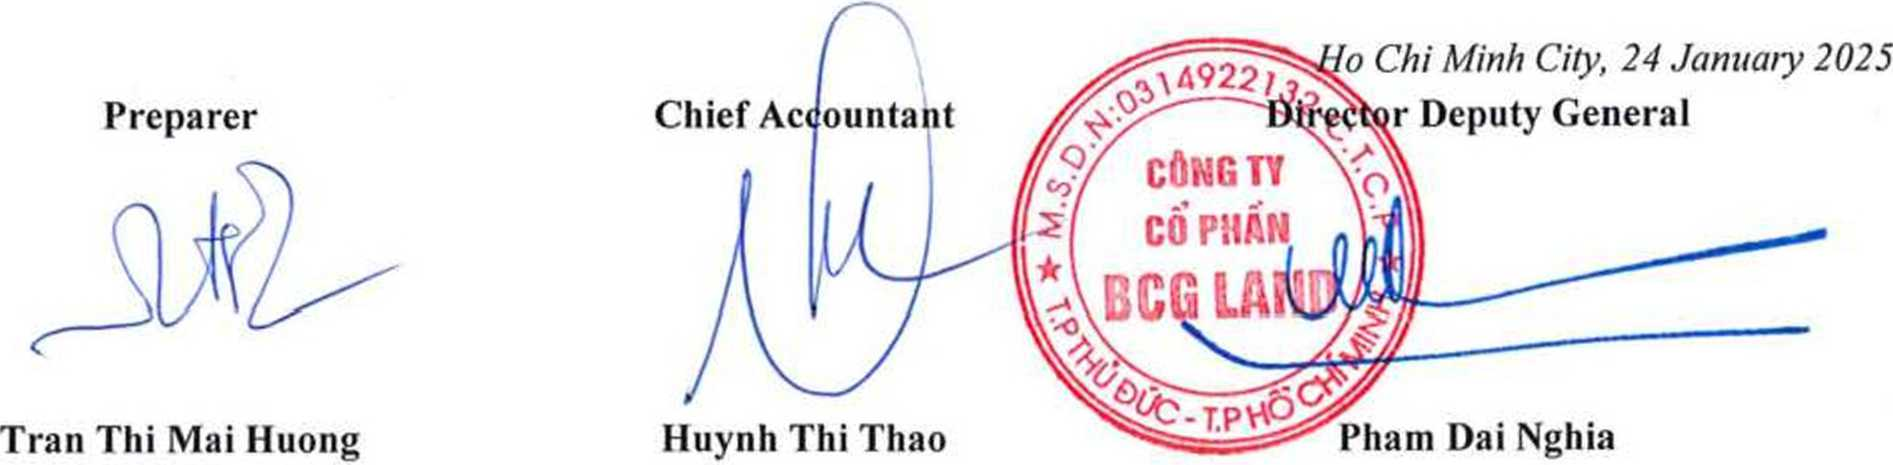 Ho Chi Minh City, 24 January 2025
Preparer
Chief Accountant
Director Deputy General
M.S.D.N:0314922132-C.T.C.P
CÔNG TY
CỔ PHẦN
BCG LAND
T.P THỦ ĐỨC - T.P HỒ CHÍ MINH
Tran Thi Mai Huong
Huynh Thi Thao
Pham Dai Nghia